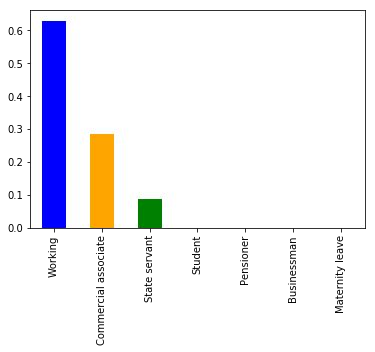 0.6
0.5
0.4
0.3
0.2
0.1
0.0
Working
Commercial associate
State servant
Student
Pensioner
Businessman
Maternity leave